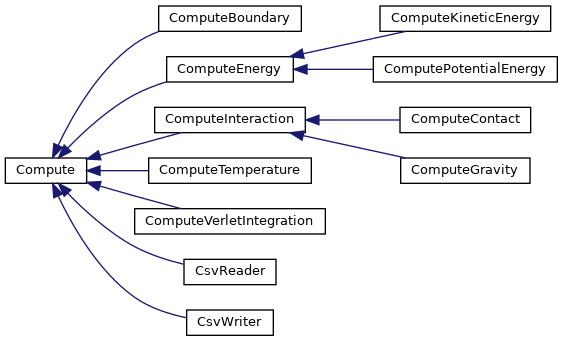 ComputeBoundary
ComputeKineticEnergy
ComputeEnergy
ComputePotentialEnergy
ComputeInteraction
ComputeContact
Compute
ComputeTemperature
ComputeGravity
ComputeVerletIntegration
CsvReader
CsvWriter